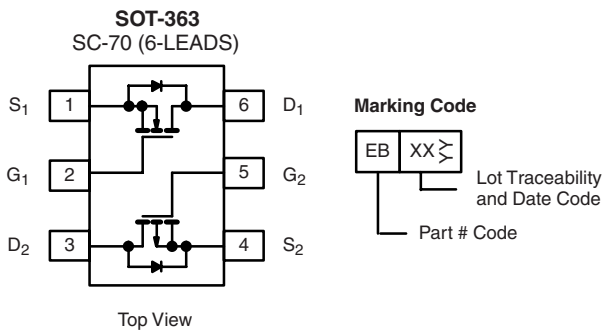 SOT-363
SC-70 (6-LEADS)
S1 1 6 D1
G1 2 5 G2
D2 3 4 S2
Top View
Marking Code
EB XX YY
Lot Traceability
and Date Code
Part # Code